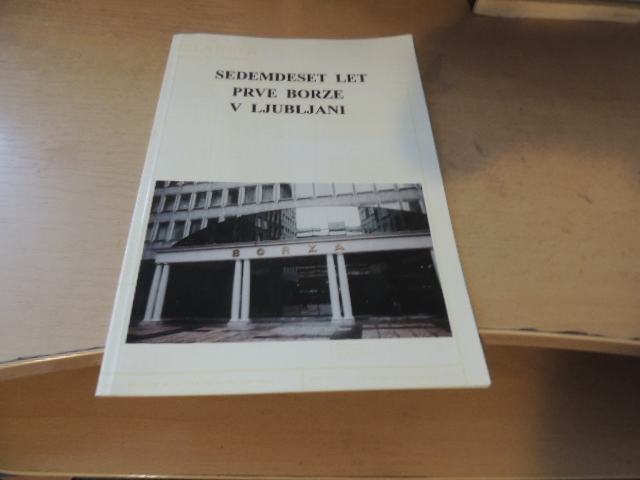 SEDEMDESET LET
PRVE BORZE
V LJUBLJANI
BORZA